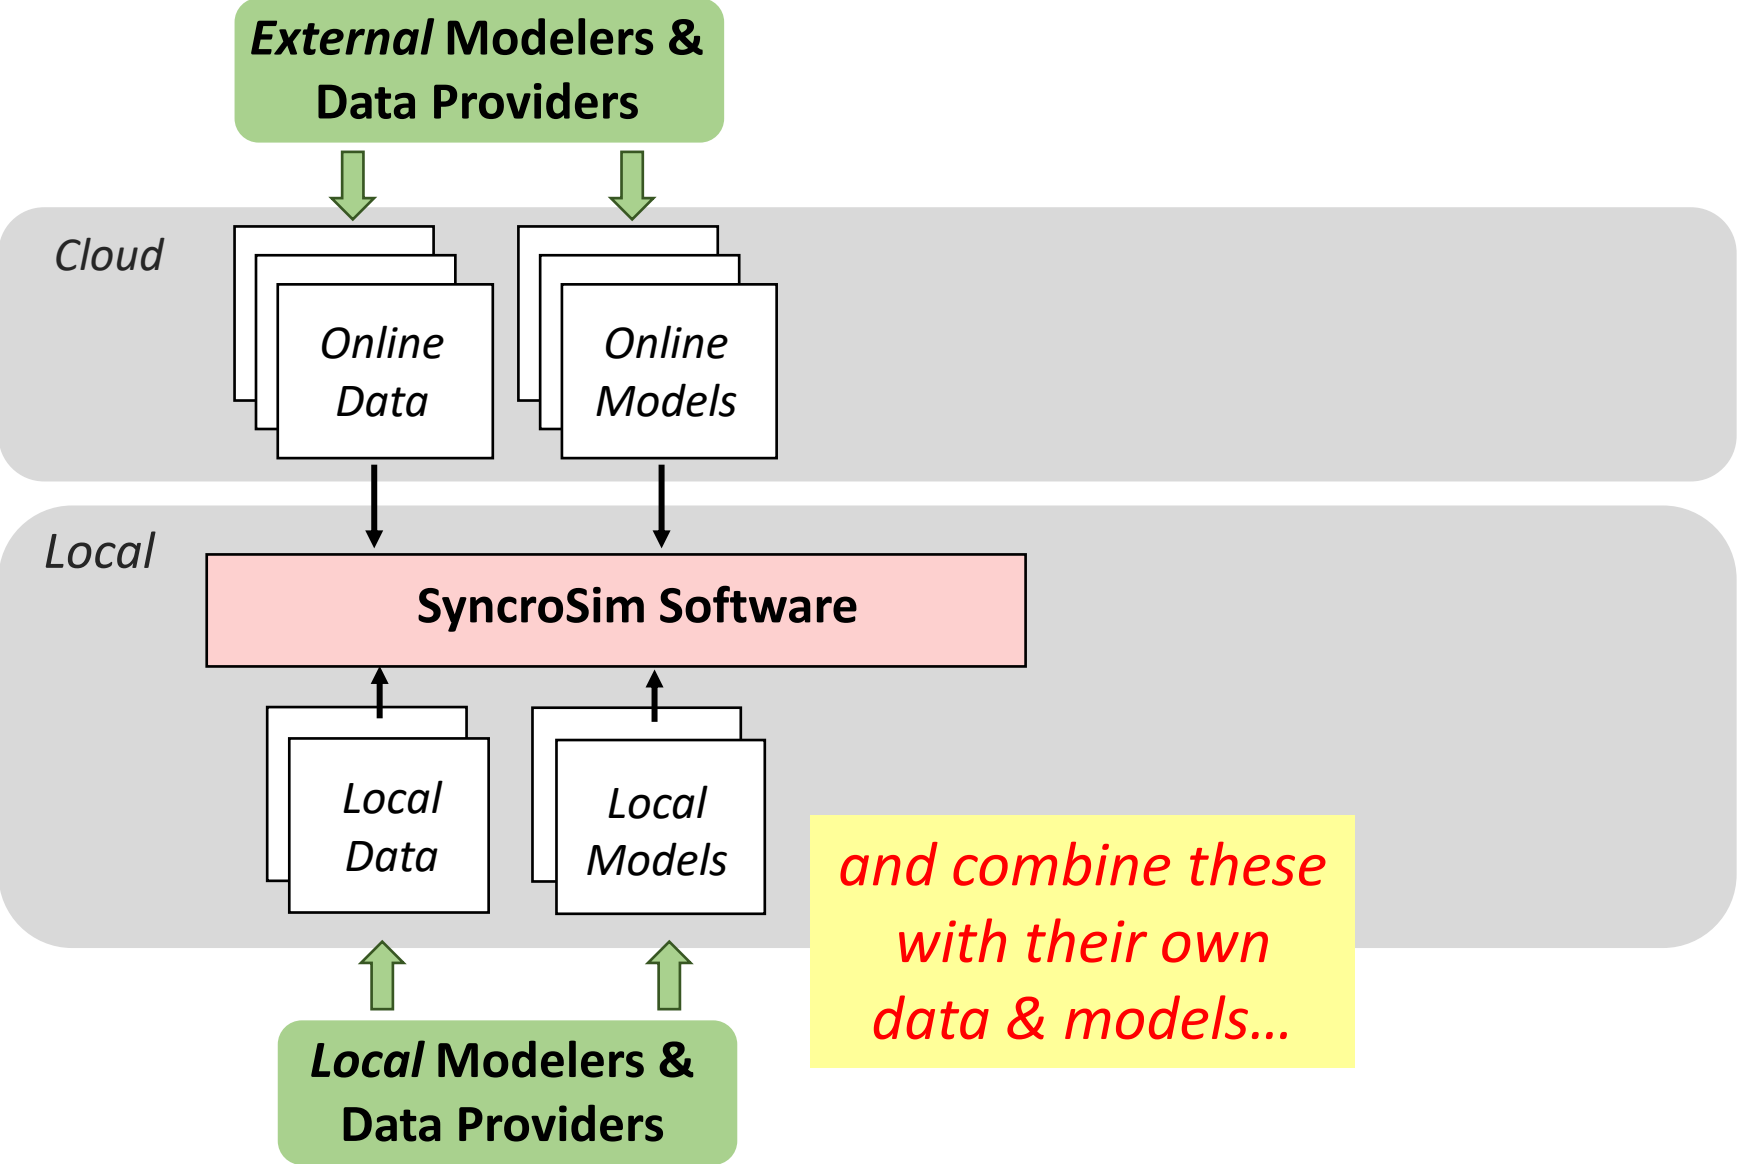 External Modelers &
Data Providers
Cloud
Online
Data
Online
Models
Local
SyncroSim Software
Local
Data
Local
Models
and combine these
with their own
data & models...
Local Modelers &
Data Providers